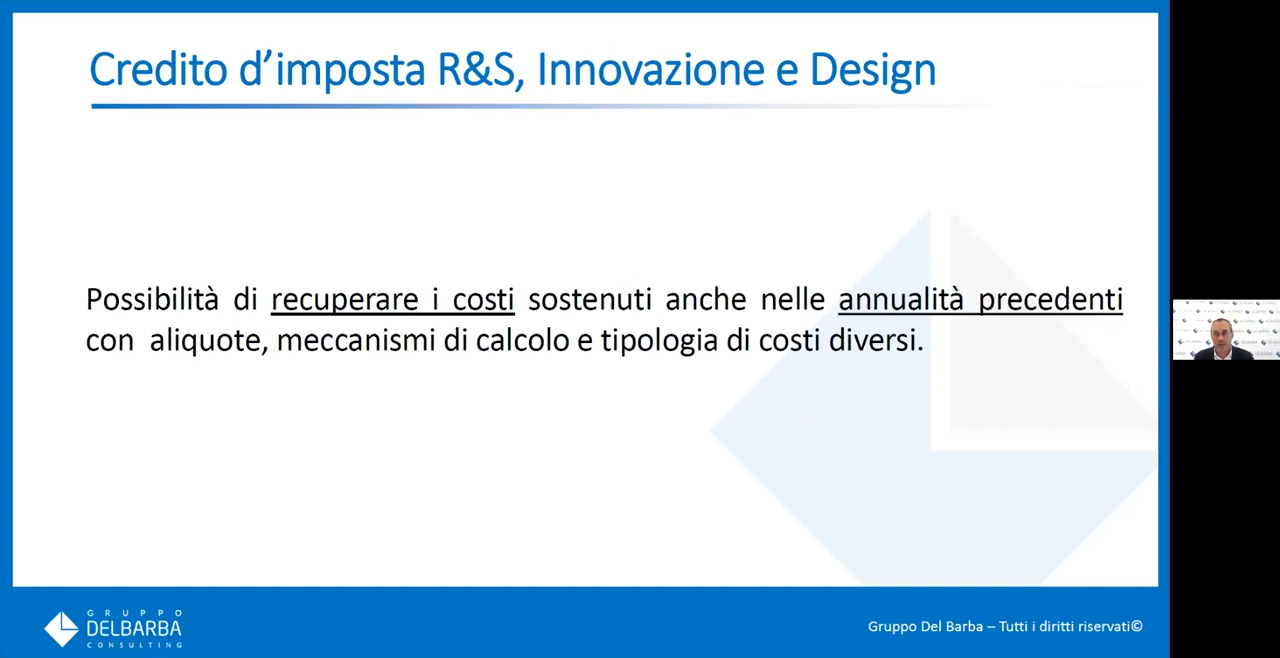 Credito d’imposta R&S, Innovazione e Design
Possibilità di recuperare i costi sostenuti anche nelle annualità precedenti
con aliquote, meccanismi di calcolo e tipologia di costi diversi.
GRUPPO
DELBARBA
CONSULTING
Gruppo Del Barba – Tutti i diritti riservati©